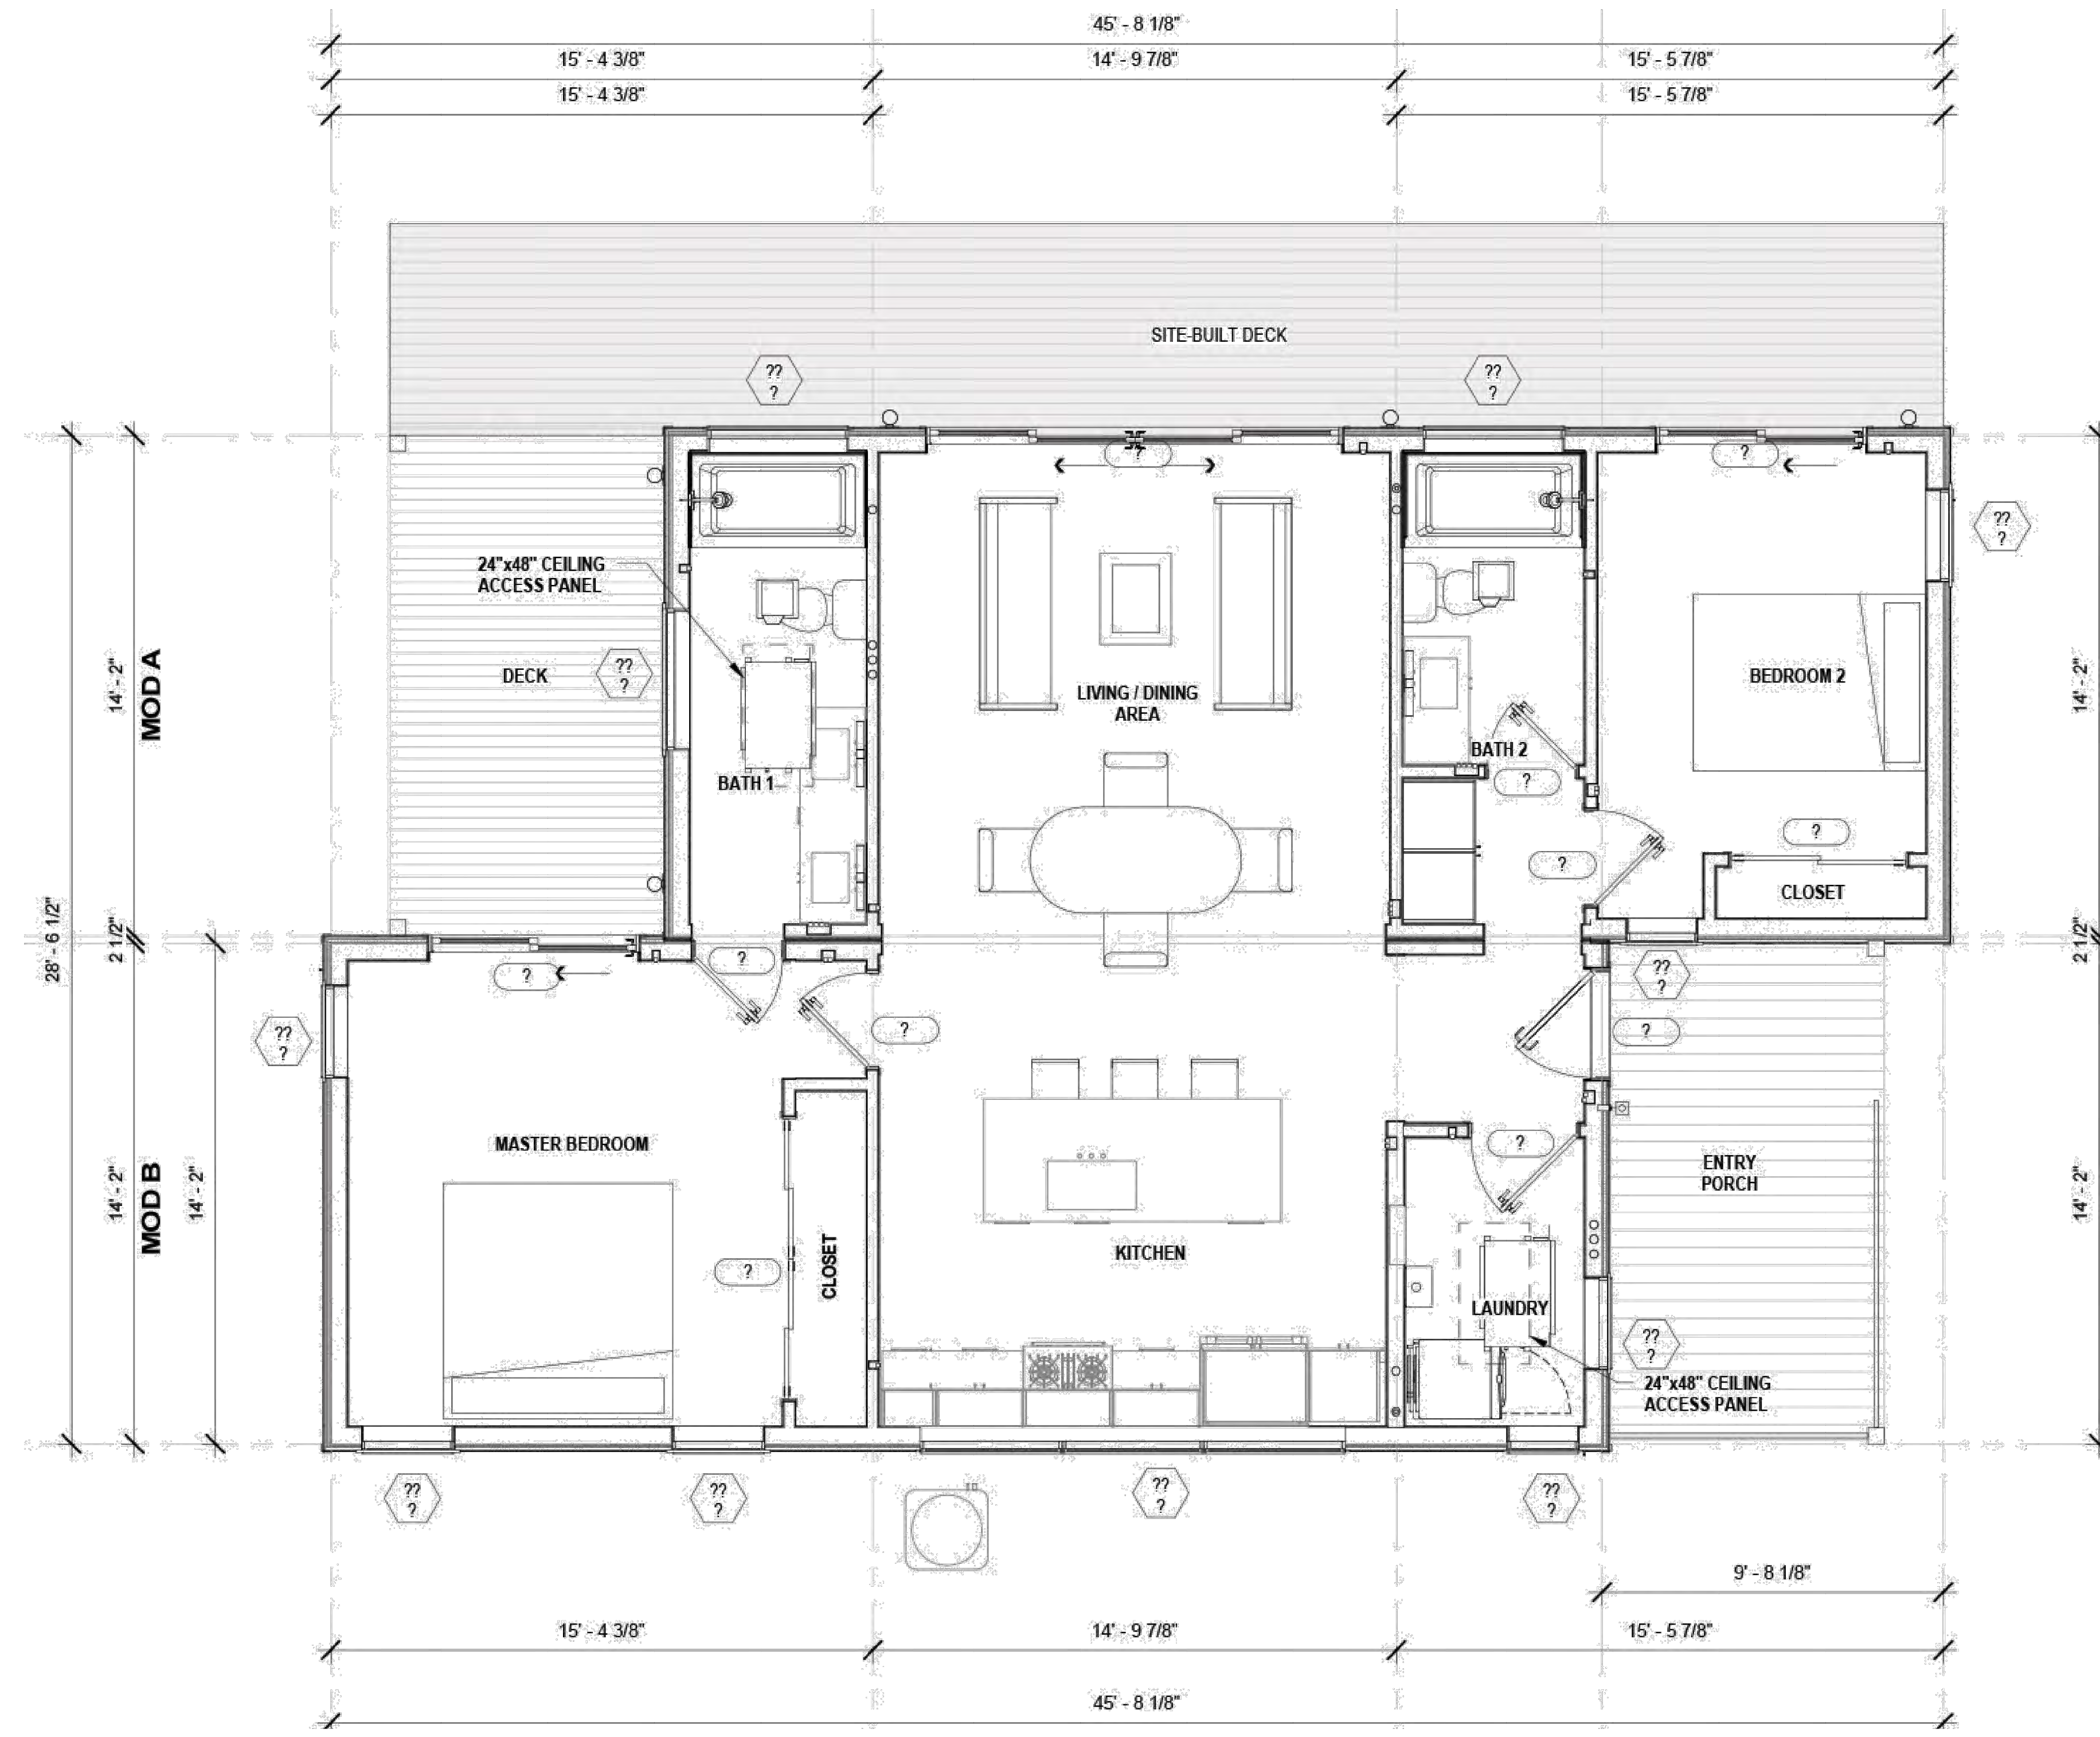 45' - 8 1/8"
15' - 4 3/8"
14' - 9 7/8"
15' - 5 7/8"
15' - 4 3/8"
15' - 5 7/8"
SITE-BUILT DECK
??
?
??
?
?
?
??
?
24"x48" CEILING
ACCESS PANEL
DECK
??
?
BATH 1
LIVING / DINING
AREA
BATH 2
?
BEDROOM 2
?
?
CLOSET
14' - 2"
MOD A
14' - 2"
28' - 6 1/2"
2 1/2"
2 1/2"
?
?
??
?
??
?
?
?
MASTER BEDROOM
?
ENTRY
PORCH
14' - 2"
MOD B
14' - 2"
14' - 2"
?
CLOSET
KITCHEN
LAUNDRY
??
?
24"x48" CEILING
ACCESS PANEL
??
?
??
?
??
?
??
?
9' - 8 1/8"
15' - 4 3/8"
14' - 9 7/8"
15' - 5 7/8"
45' - 8 1/8"